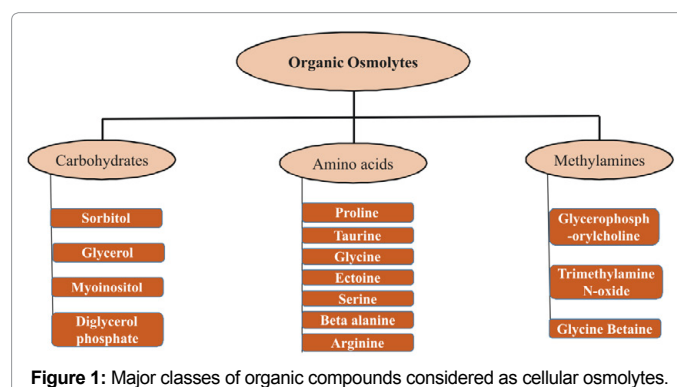 Organic Osmolytes
Carbohydrates
Amino acids
Methylamines
Sorbitol
Glycerol
Myoinositol
Diglycerol
phosphate
Proline
Taurine
Glycine
Ectoine
Serine
Beta alanine
Arginine
Glycerophosph
-orylcholine
Trimethylamine
N-oxide
Glycine Betaine
Figure 1: Major classes of organic compounds considered as cellular osmolytes.